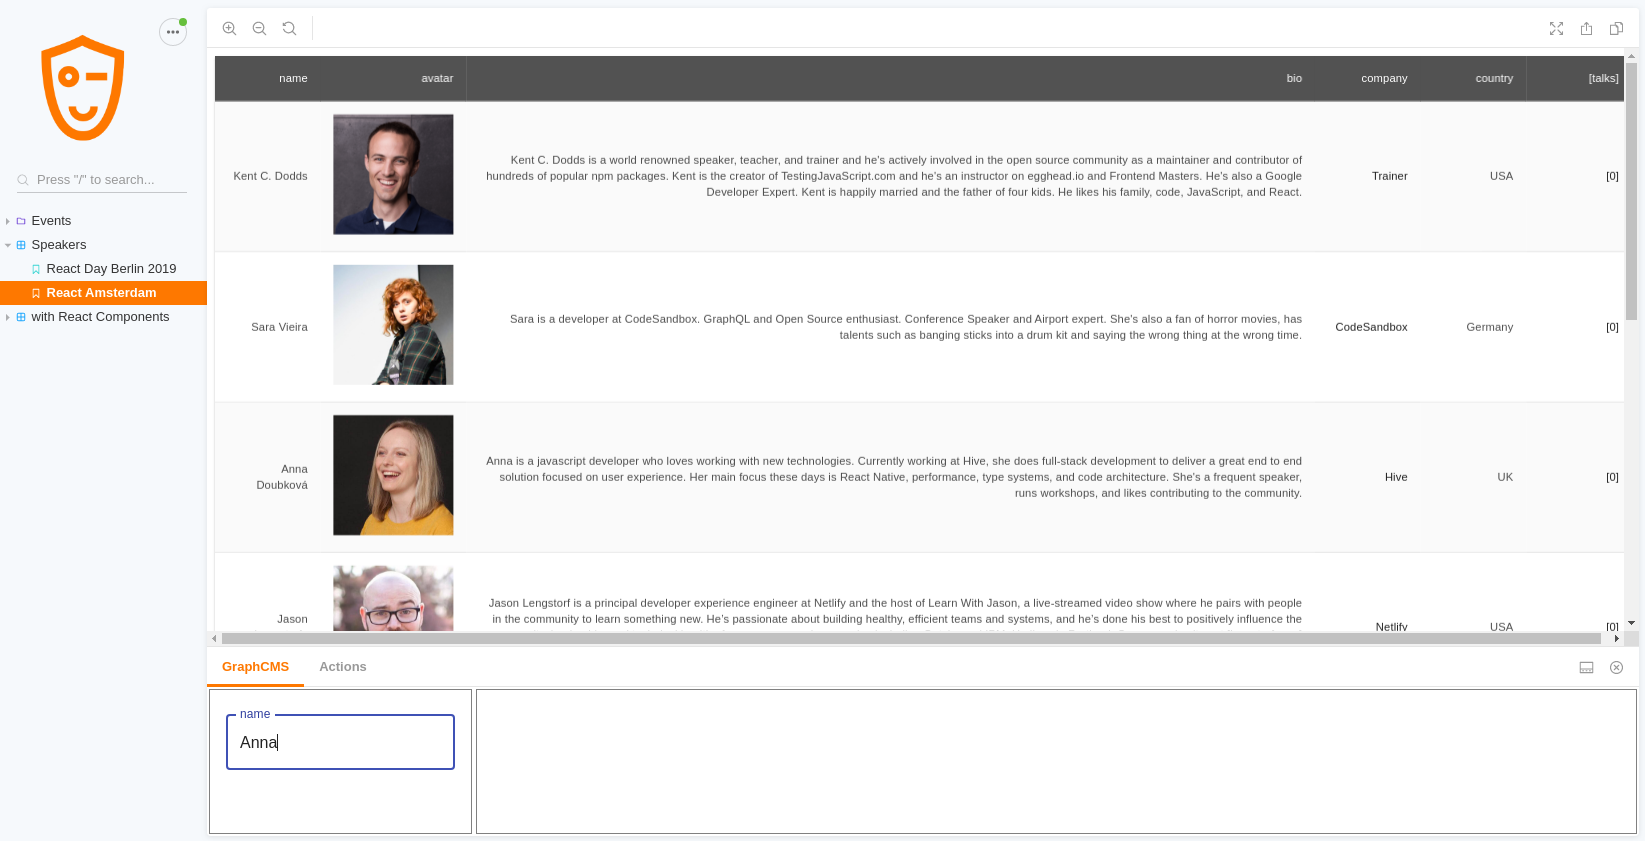 Press "/" to search...
Events
Speakers
React Day Berlin 2019
React Amsterdam
with React Components
name avatar bio company country [talks]
Kent C. Dodds
Kent C. Dodds is a world renowned speaker, teacher, and trainer and he's actively involved in the open source community as a maintainer and contributor of
hundreds of popular npm packages. Kent is the creator of TestingJavaScript.com and he's an instructor on egghead.io and Frontend Masters. He's also a Google
Developer Expert. Kent is happily married and the father of four kids. He likes his family, code, JavaScript, and React.
Trainer USA [0]
Sara Vieira
Sara is a developer at CodeSandbox. GraphQL and Open Source enthusiast. Conference Speaker and Airport expert. She's also a fan of horror movies, has
talents such as banging sticks into a drum kit and saying the wrong thing at the wrong time.
CodeSandbox Germany [0]
Anna
Doubková
Anna is a javascript developer who loves working with new technologies. Currently working at Hive, she does full-stack development to deliver a great end to end
solution focused on user experience. Her main focus these days is React Native, performance, type systems, and code architecture. She's a frequent speaker,
runs workshops, and likes contributing to the community.
Hive UK [0]
Jason
Jason Lengstorf is a principal developer experience engineer at Netlify and the host of Learn With Jason, a live-streamed video show where he pairs with people
in the community to learn something new. He's passionate about building healthy, efficient teams and systems, and he's done his best to positively influence the
Netlify USA [0]
GraphCMS Actions
name
Anna